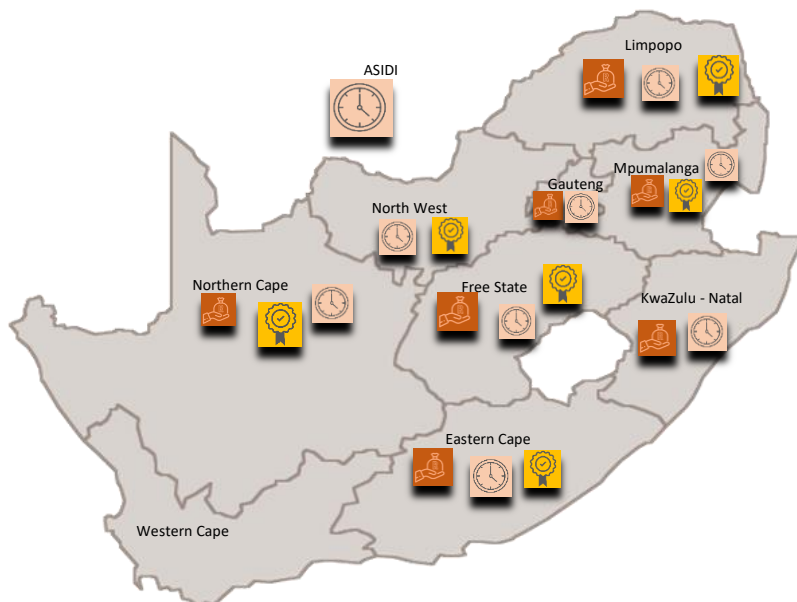 Limpopo
ASIDI
Mpumalanga
Gauteng
North West
Northern Cape
Free State
KwaZulu - Natal
Eastern Cape
Western Cape